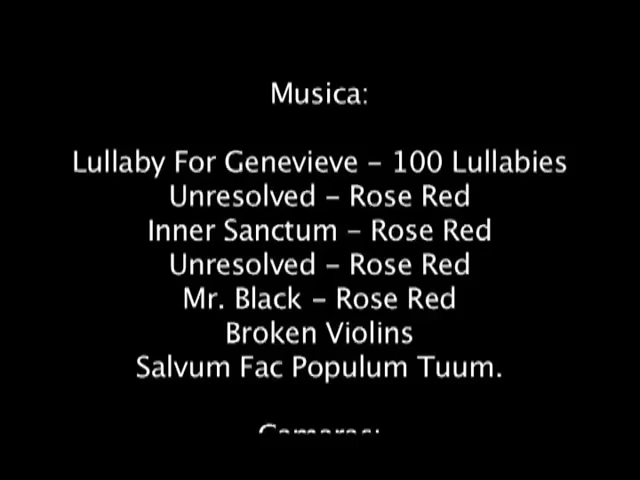 Musica:
Lullaby For Genevieve – 100 Lullabies
Unresolved – Rose Red
Inner Sanctum – Rose Red
Unresolved – Rose Red
Mr. Black – Rose Red
Broken Violins
Salvum Fac Populum Tuum.